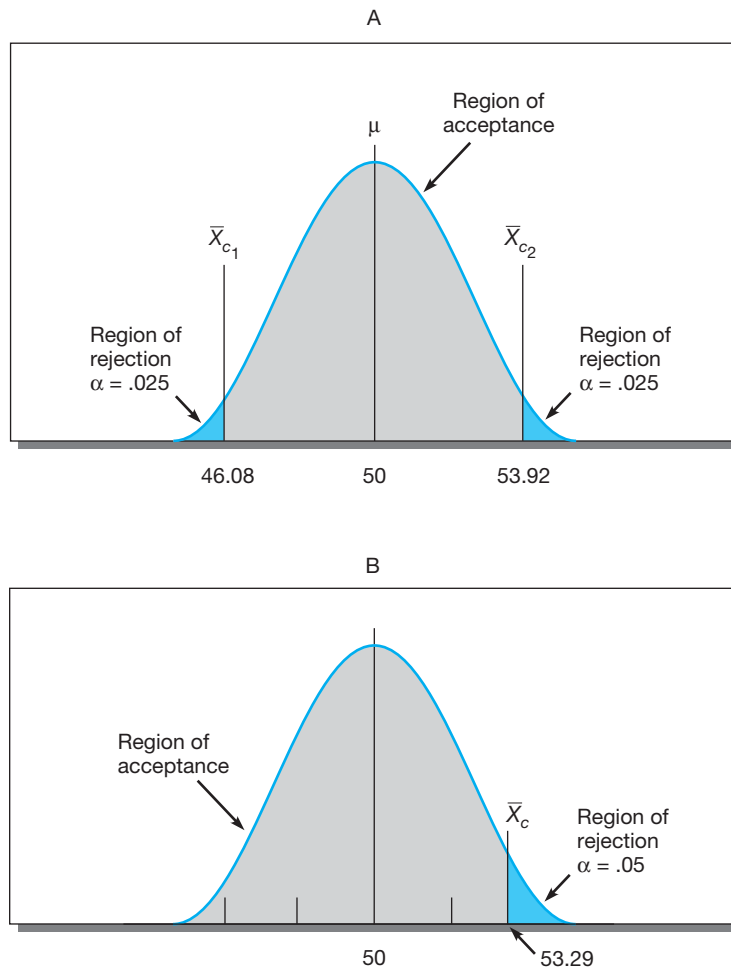 A
Region of
acceptance
μ
X̅c1
X̅c2
Region of
rejection
α = .025
Region of
rejection
α = .025
46.08
50
53.92
B
Region of
acceptance
X̅c
Region of
rejection
α = .05
50
53.29